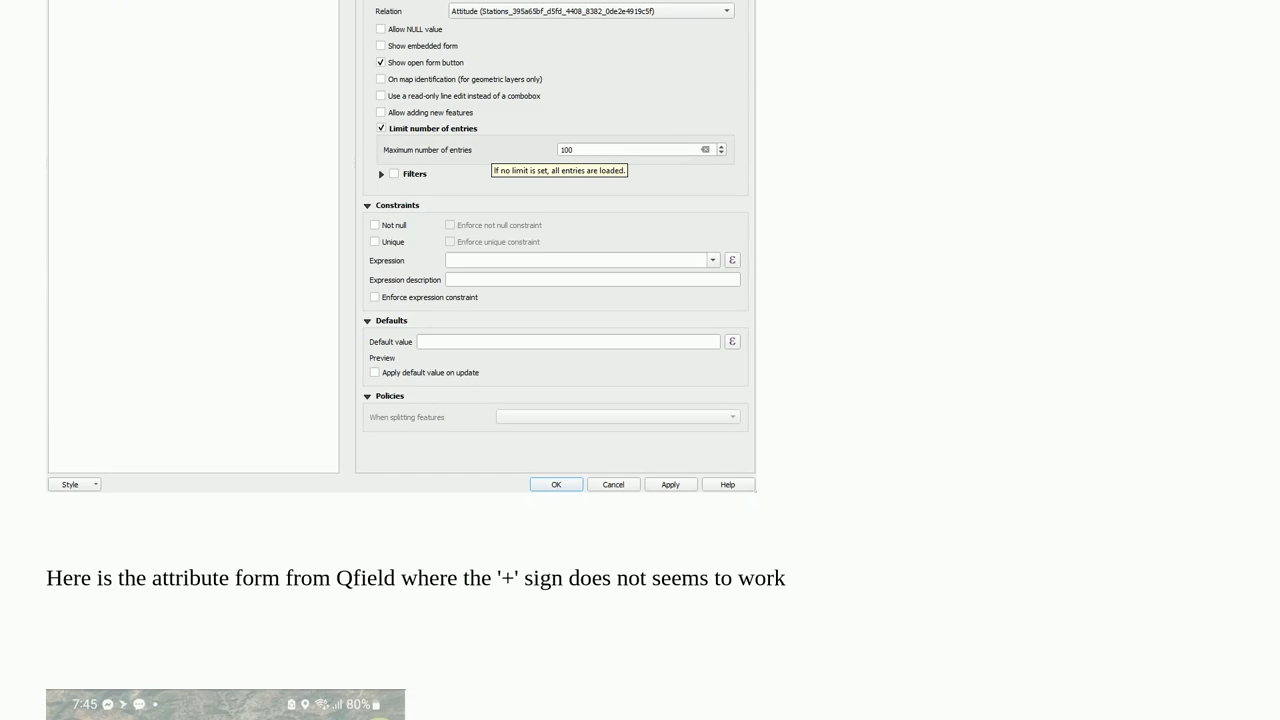 Relation Attitude (Stations_395a65bf_d5fd_4408_8382_0de2e4919c5f)
Allow NULL value
Show embedded form
Show open form button
On map identification (for geometric layers only)
Use a read-only line edit instead of a combobox
Allow adding new features
Limit number of entries
Maximum number of entries 100
If no limit is set, all entries are loaded.
Filters
Constraints
Not null Enforce not null constraint
Unique Enforce unique constraint
Expression ε
Expression description
Enforce expression constraint
Defaults
Default value ε
Preview
Apply default value on update
Policies
When splitting features
Style OK Cancel Apply Help
Here is the attribute form from Qfield where the '+' sign does not seems to work
7:45 80%